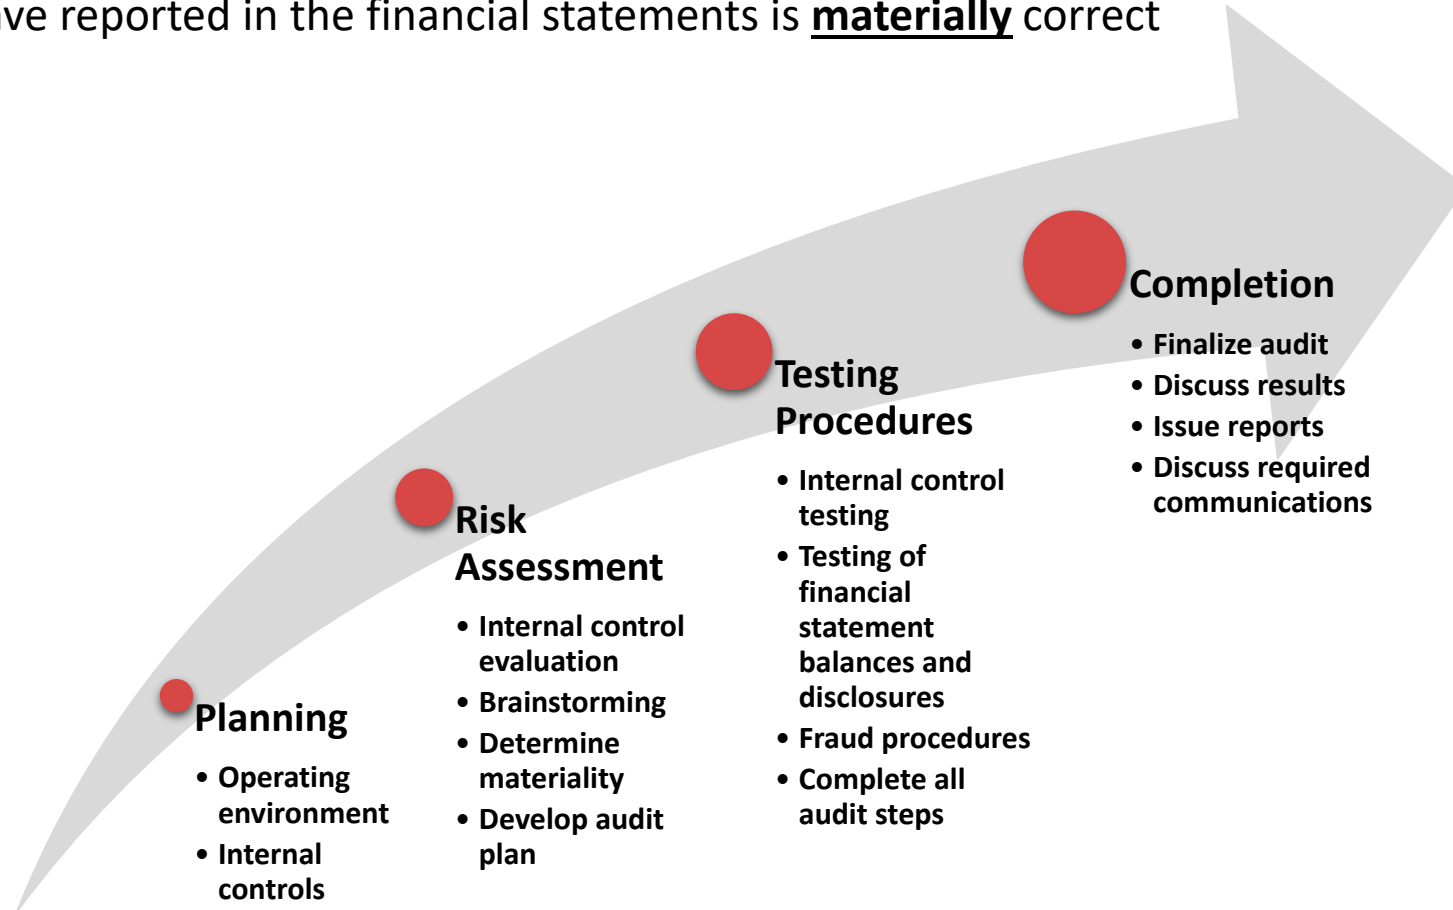 reported in the financial statements is materially correct
Completion
• Finalize audit
• Discuss results
• Issue reports
• Discuss required
communications
Testing
Procedures
• Internal control
testing
• Testing of
financial
statement
balances and
disclosures
• Fraud procedures
• Complete all
audit steps
Risk
Assessment
• Internal control
evaluation
• Brainstorming
• Determine
materiality
• Develop audit
plan
Planning
• Operating
environment
• Internal
controls